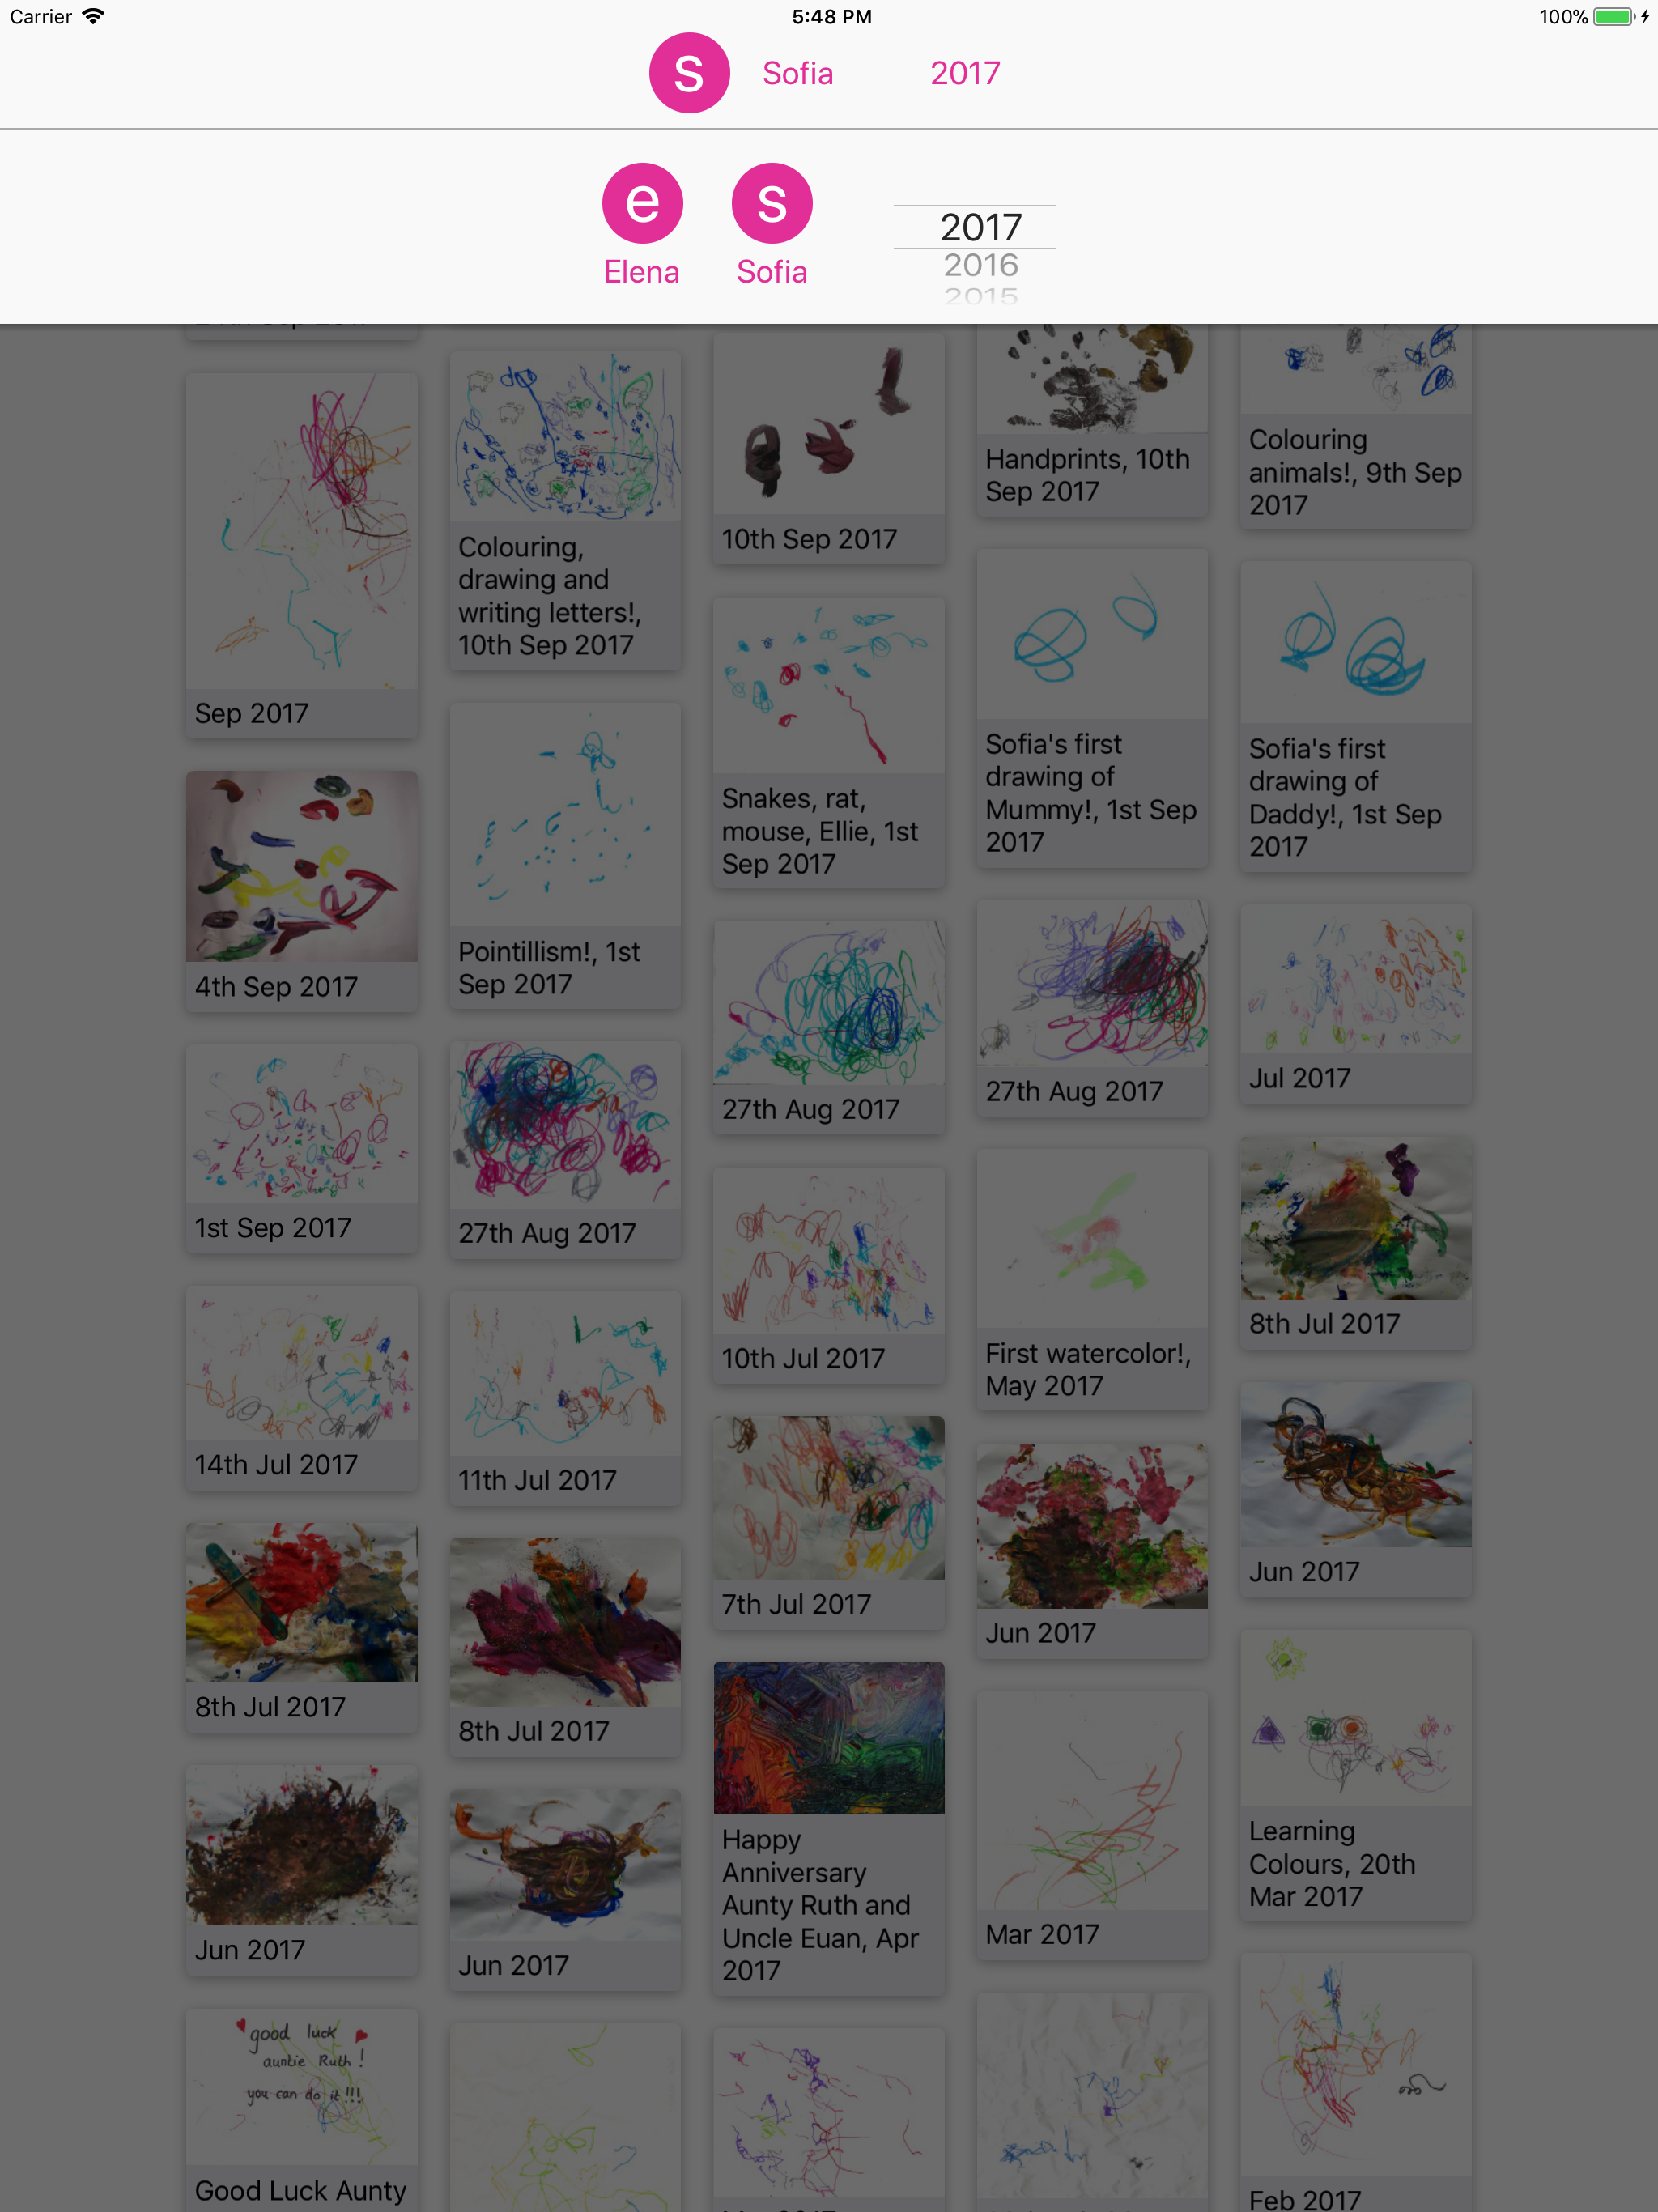 Carrier 5:48 PM 100%
S Sofia 2017
e s
Elena Sofia
2017
2016
2015
Handprints, 10th
Sep 2017
Colouring
animals!, 9th Sep
2017
10th Sep 2017
Colouring,
drawing and
writing letters!,
10th Sep 2017
Sep 2017
Snakes, rat,
mouse, Ellie, 1st
Sep 2017
Sofia's first
drawing of
Mummy!, 1st Sep
2017
Sofia's first
drawing of
Daddy!, 1st Sep
2017
4th Sep 2017
Pointillism!, 1st
Sep 2017
27th Aug 2017
27th Aug 2017
Jul 2017
1st Sep 2017
27th Aug 2017
10th Jul 2017
First watercolor!,
May 2017
8th Jul 2017
14th Jul 2017
11th Jul 2017
7th Jul 2017
Jun 2017
Jun 2017
8th Jul 2017
8th Jul 2017
Happy
Anniversary
Aunty Ruth and
Uncle Euan, Apr
2017
Mar 2017
Learning
Colours, 20th
Mar 2017
Jun 2017
Jun 2017
good luck
auntie Ruth!
you can do it!!!
Good Luck Aunty
Feb 2017